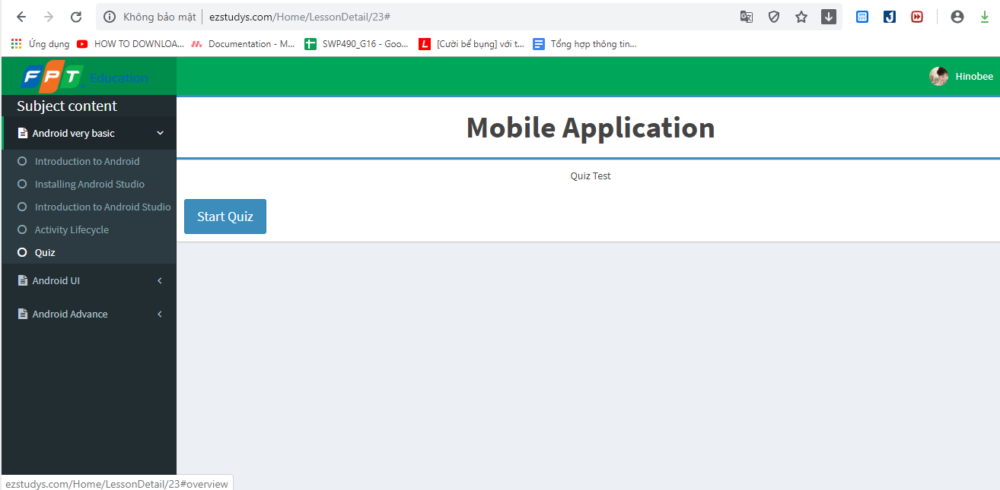 Không bảo mật ezstudys.com/Home/LessonDetail/23#
Ứng dụng HOW TO DOWNLOA... Documentation - M... SWP490_G16 - Goo... [Cười bể bụng] với t... Tổng hợp thông tin...
FPT Education Hinobee
Subject content
Mobile Application
Android very basic
Introduction to Android
Quiz Test
Installing Android Studio
Introduction to Android Studio
Start Quiz
Activity Lifecycle
Quiz
Android UI
Android Advance
ezstudys.com/Home/LessonDetail/23#overview